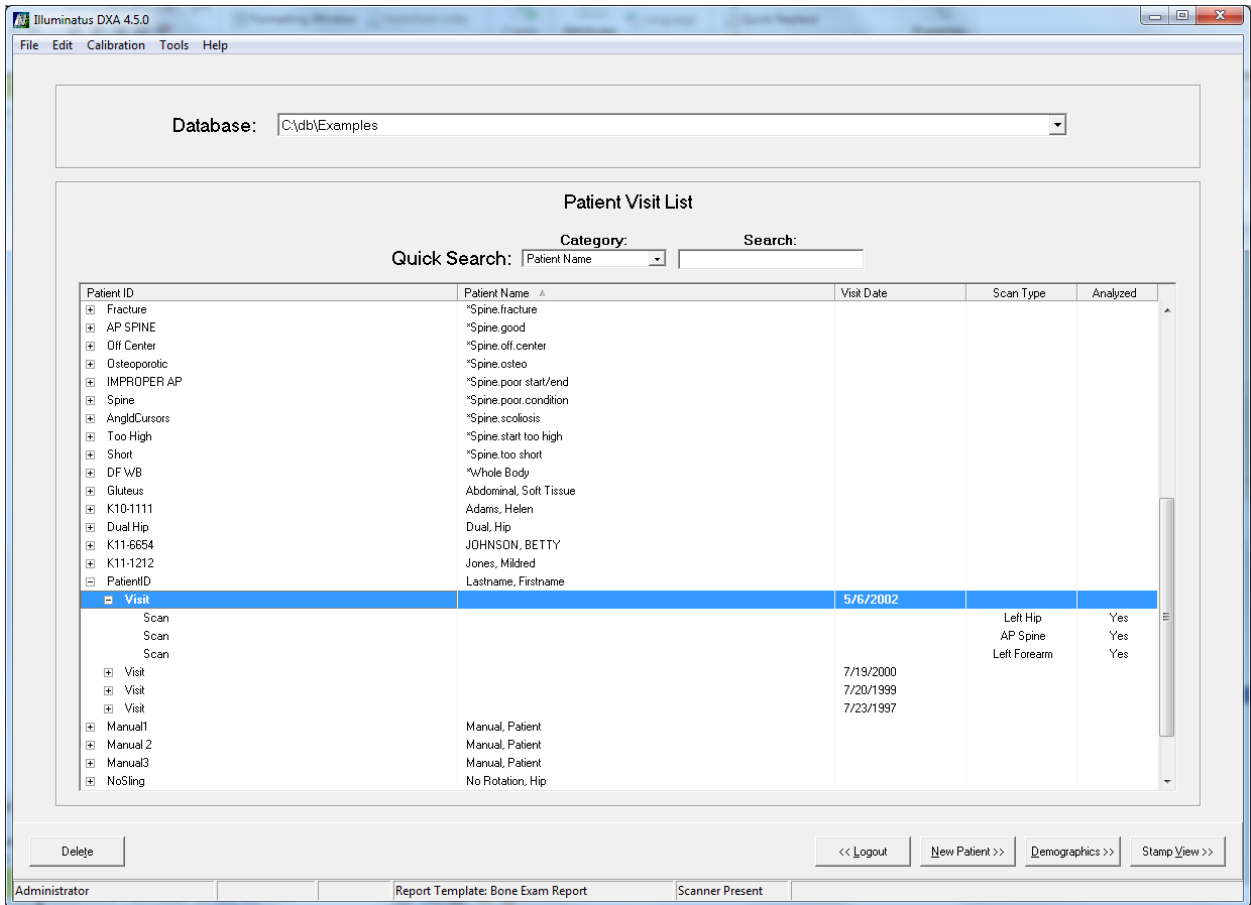 Illuminatus DXA 4.5.0
File Edit Calibration Tools Help
Database: C:\db\Examples
Patient Visit List
Category: Search:
Quick Search: Patient Name
Patient ID Patient Name Visit Date Scan Type Analyzed
Fracture *Spine.fracture
AP SPINE *Spine.good
Off Center *Spine.off.center
Osteoporotic *Spine.osteo
IMPROPER AP *Spine.poor start/end
Spine *Spine.poor.condition
AngldCursors *Spine.scoliosis
Too High *Spine.start too high
Short *Spine.too short
DF WB *Whole Body
Gluteus Abdominal, Soft Tissue
K10-1111 Adams, Helen
Dual Hip Dual, Hip
K11-6654 JOHNSON, BETTY
K11-1212 Jones, Mildred
PatientID Lastname, Firstname
Visit 5/6/2002
Scan Left Hip Yes
Scan AP Spine Yes
Scan Left Forearm Yes
Visit 7/19/2000
Visit 7/20/1999
Visit 7/23/1997
Manual1 Manual, Patient
Manual 2 Manual, Patient
Manual3 Manual, Patient
NoSling No Rotation, Hip
Delete << Logout New Patient >> Demographics >> Stamp View >>
Administrator Report Template: Bone Exam Report Scanner Present